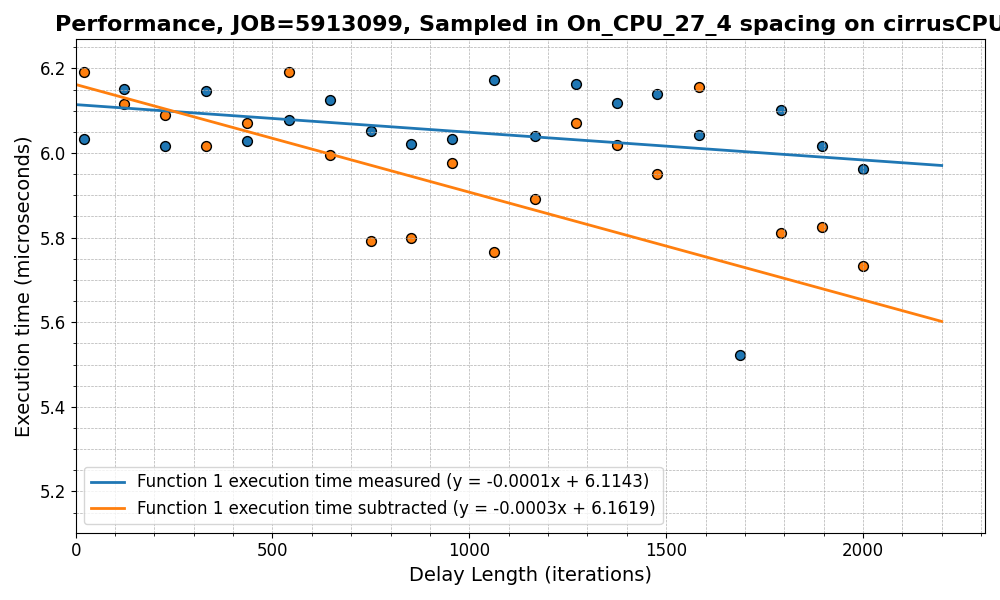 Performance, JOB=5913099, Sampled in On_CPU_27_4 spacing on cirrusCPU
6.2
6.0
5.8
5.6
5.4
5.2
Execution time (microseconds)
Function 1 execution time measured (y = -0.0001x + 6.1143)
Function 1 execution time subtracted (y = -0.0003x + 6.1619)
0 500 1000 1500 2000
Delay Length (iterations)